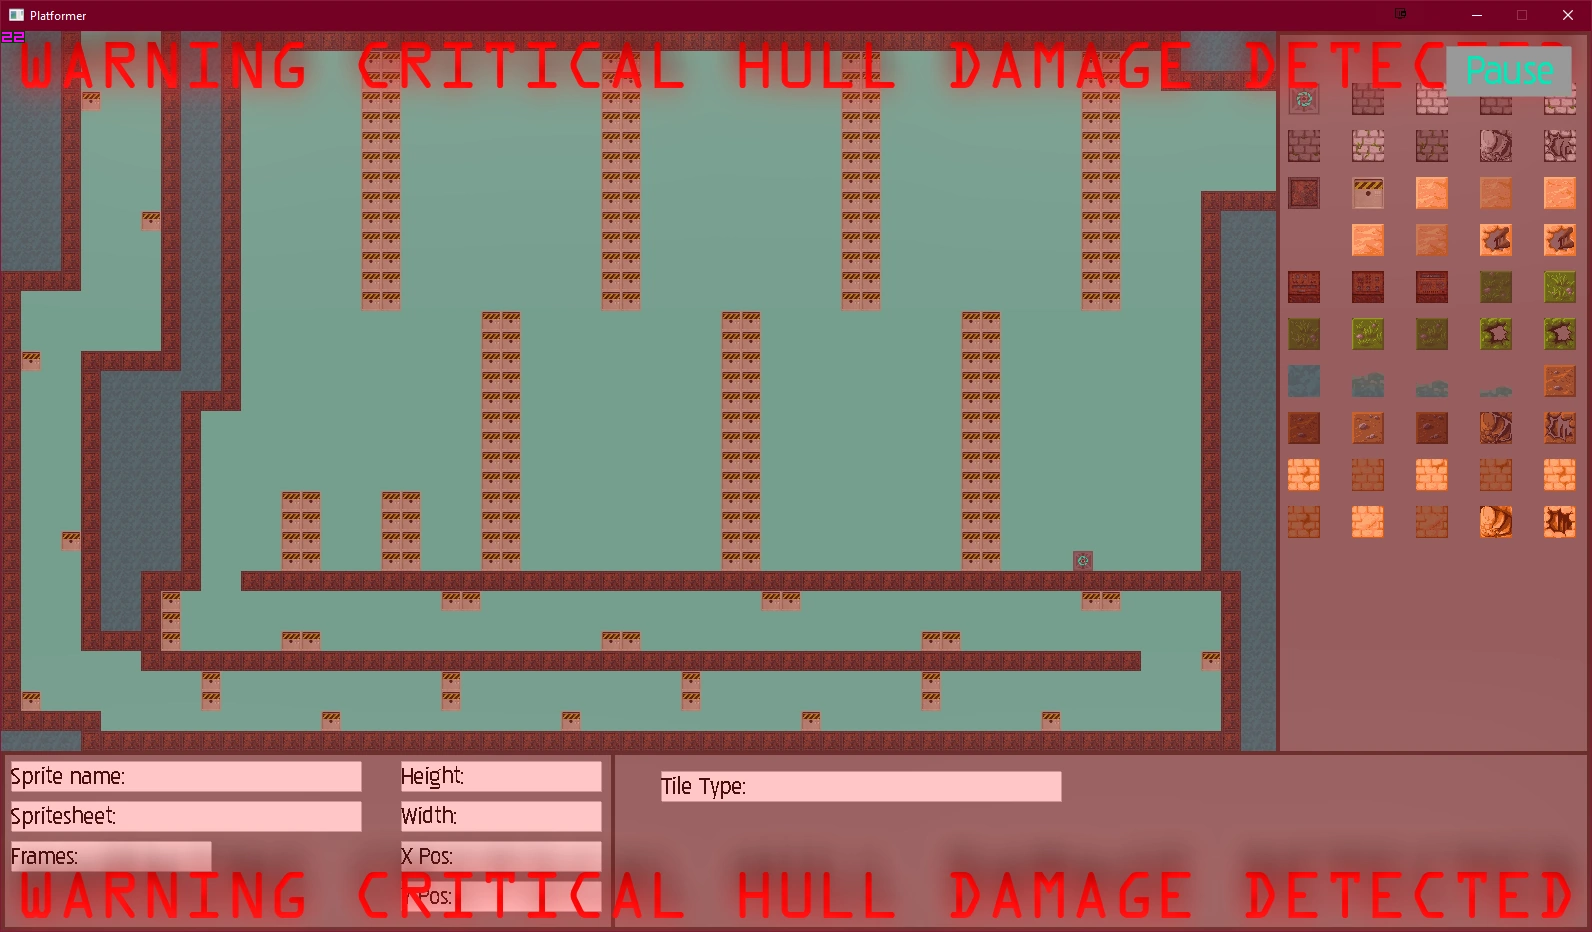 Platformer
22
WARNING CRITICAL HULL DAMAGE DETECTED
Pause
Sprite name:
Height:
Tile Type:
Spritesheet:
Width:
Frames:
X Pos:
Pos:
WARNING CRITICAL HULL DAMAGE DETECTED